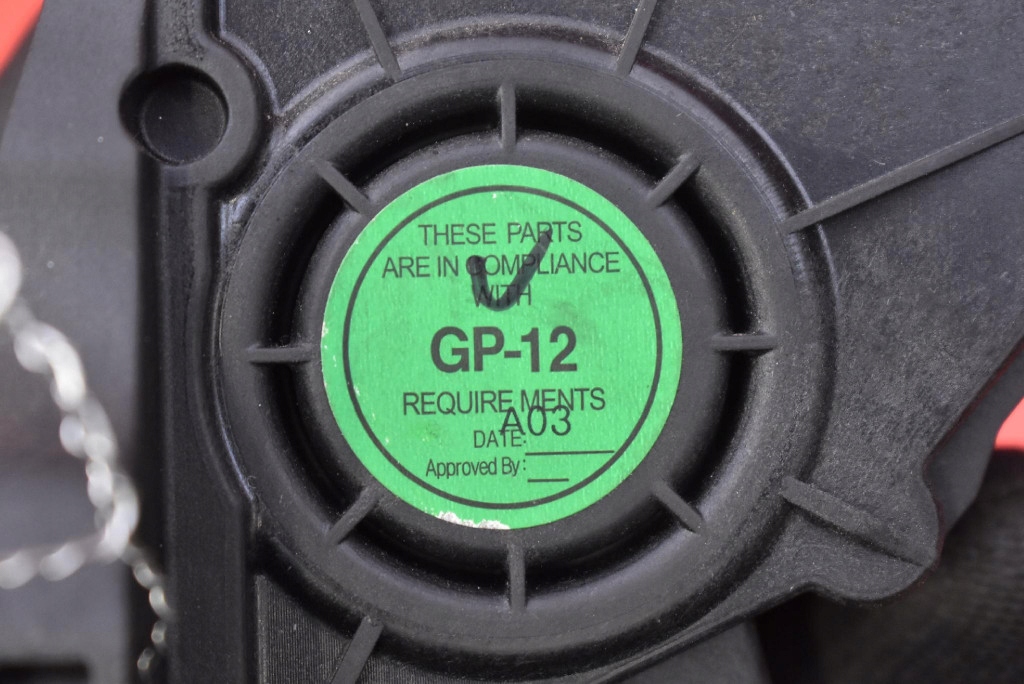 THESE PARTS
ARE IN COMPLIANCE
WITH
GP-12
REQUIRE MENTS
A03
DATE:
Approved By: